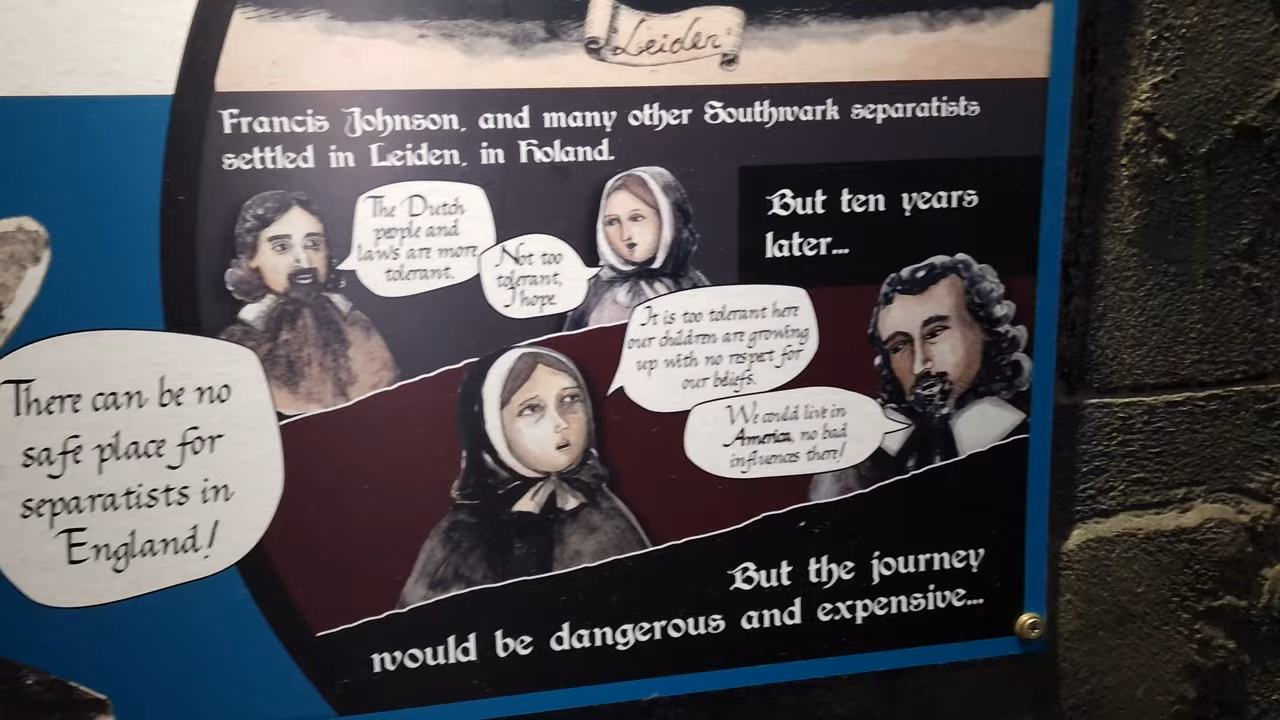 Leiden
Francis Johnson, and many other Southwark separatists
settled in Leiden, in Holand.
The Dutch
people and
laws are more
tolerant.
Not too
tolerant,
I hope
But ten years
later...
It is too tolerant here
our children are growing
up with no respect for
our beliefs.
We could live in
America, no bad
influences there!
There can be no
safe place for
separatists in
England!
But the journey
would be dangerous and expensive...